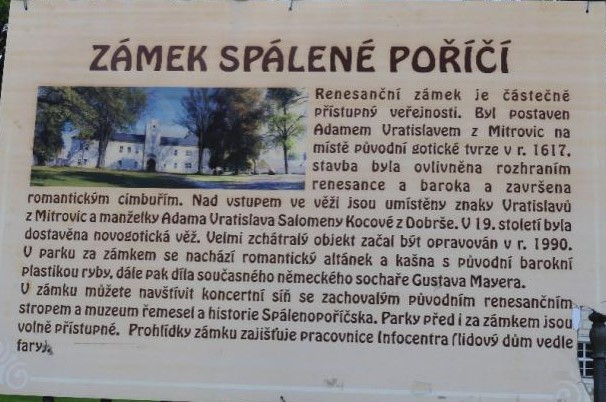 ZÁMEK SPÁLENÉ POŘÍČÍ
Renesanční zámek je částečně
přístupný veřejnosti. Byl postaven
Adamem Vratislavem z Mitrovic na
místě původní gotické tvrze v r. 1617,
stavba byla ovlivněna rozhraním
renesance a baroka a završena
romantickým cimbuřím. Nad vstupem ve věži jsou umístěny znaky Vratislavů
z Mitrovic a manželky Adama Vratislava Salomeny Kocové z Dobrše. V 19. století byla
dostavěna novogotická věž. Velmi zchátralý objekt začal být opravován v r. 1990.
V parku za zámkem se nachází romantický altánek a kašna s původní barokní
plastikou ryby, dále pak díla současného německého sochaře Gustava Mayera.
V zámku můžete navštívit koncertní síň se zachovalým původním renesančním
stropem a muzeum řemesel a historie Spálenopoříčska. Parky před i za zámkem jsou
volně přístupné. Prohlídky zámku zajišťuje pracovnice Infocentra (lidový dům vedle
fary).